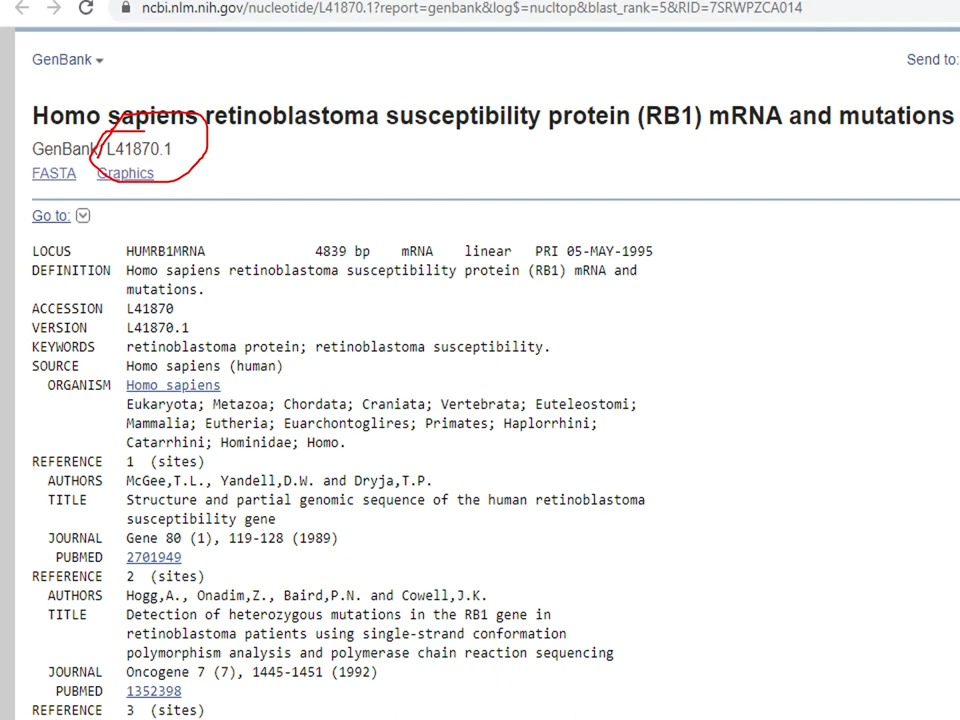 ncbi.nlm.nih.gov/nucleotide/L41870.1?report=genbank&log$=nucltop&blast_rank=5&RID=7SRWPZCA014
GenBank
Send to:
Homo sapiens retinoblastoma susceptibility protein (RB1) mRNA and mutations
GenBank: L41870.1
FASTA Graphics
Go to:
LOCUS HUMRB1MRNA 4839 bp mRNA linear PRI 05-MAY-1995
DEFINITION Homo sapiens retinoblastoma susceptibility protein (RB1) mRNA and
mutations.
ACCESSION L41870
VERSION L41870.1
KEYWORDS retinoblastoma protein; retinoblastoma susceptibility.
SOURCE Homo sapiens (human)
ORGANISM Homo sapiens
Eukaryota; Metazoa; Chordata; Craniata; Vertebrata; Euteleostomi;
Mammalia; Eutheria; Euarchontoglires; Primates; Haplorrhini;
Catarrhini; Hominidae; Homo.
REFERENCE 1 (sites)
AUTHORS McGee,T.L., Yandell,D.W. and Dryja,T.P.
TITLE Structure and partial genomic sequence of the human retinoblastoma
susceptibility gene
JOURNAL Gene 80 (1), 119-128 (1989)
PUBMED 2701949
REFERENCE 2 (sites)
AUTHORS Hogg,A., Onadim,Z., Baird,P.N. and Cowell,J.K.
TITLE Detection of heterozygous mutations in the RB1 gene in
retinoblastoma patients using single-strand conformation
polymorphism analysis and polymerase chain reaction sequencing
JOURNAL Oncogene 7 (7), 1445-1451 (1992)
PUBMED 1352398
REFERENCE 3 (sites)